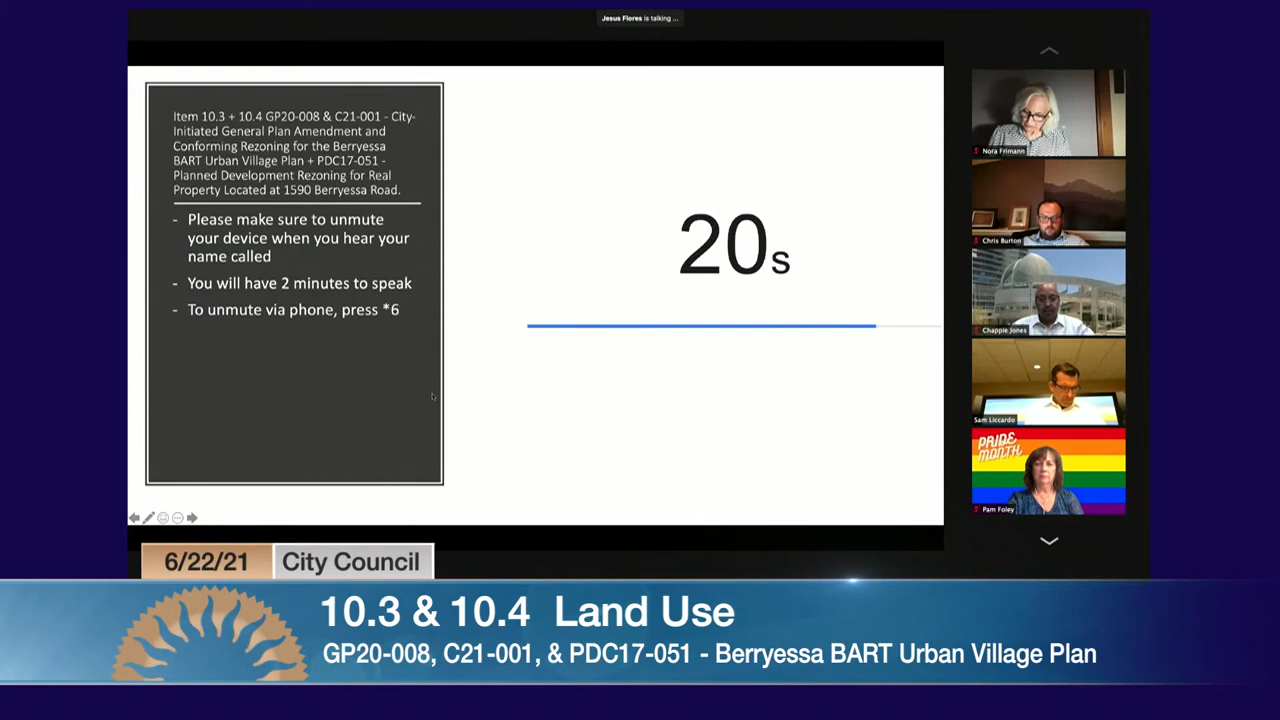 Jesus Flores is talking ...
Item 10.3 + 10.4 GP20-008 & C21-001 - City-
Initiated General Plan Amendment and
Conforming Rezoning for the Berryessa
BART Urban Village Plan + PDC17-051 -
Planned Development Rezoning for Real
Property Located at 1590 Berryessa Road.
- Please make sure to unmute
your device when you hear your
name called
- You will have 2 minutes to speak
- To unmute via phone, press *6
20s
Nora Frimann
Chris Burton
Chappie Jones
Sam Liccardo
PRIDE
MONTH
Pam Foley
6/22/21
City Council
10.3 & 10.4 Land Use
GP20-008, C21-001, & PDC17-051 - Berryessa BART Urban Village Plan